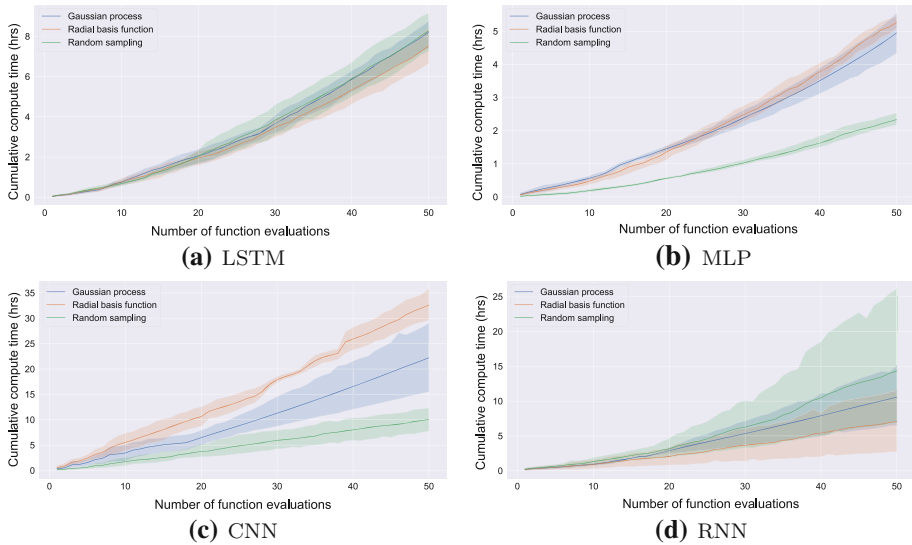 Gaussian process
Radial basis function
Random sampling
Cumulative compute time (hrs)
8
6
4
2
0
0
10
20
30
40
50
Number of function evaluations
(a) LSTM
Gaussian process
Radial basis function
Random sampling
Cumulative compute time (hrs)
5
4
3
2
1
0
0
10
20
30
40
50
Number of function evaluations
(b) MLP
Gaussian process
Radial basis function
Random sampling
Cumulative compute time (hrs)
35
30
25
20
15
10
5
0
0
10
20
30
40
50
Number of function evaluations
(c) CNN
Gaussian process
Radial basis function
Random sampling
Cumulative compute time (hrs)
25
20
15
10
5
0
0
10
20
30
40
50
Number of function evaluations
(d) RNN